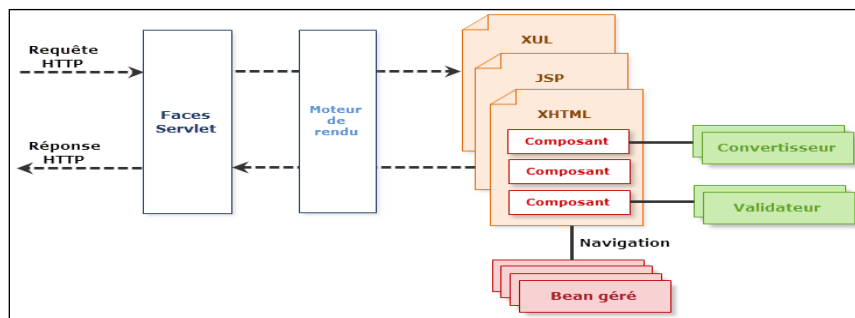 Requête
HTTP
Réponse
HTTP
Faces
Servlet
Moteur
de
rendu
XUL
JSP
XHTML
Composant
Composant
Composant
Convertisseur
Validateur
Navigation
Bean géré